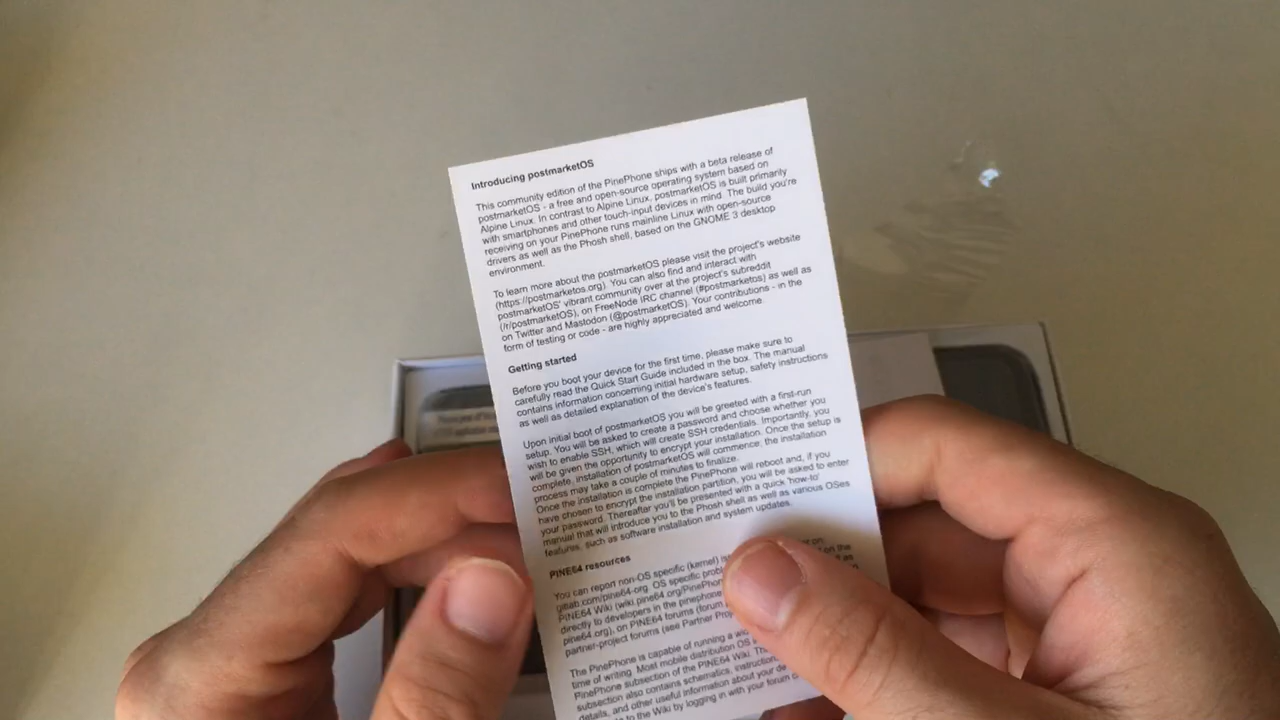 Introducing postmarketOS
This community edition of the PinePhone ships with a beta release of
postmarketOS - a free and open-source operating system based on
Alpine Linux. In contrast to Alpine Linux, postmarketOS is built primarily
with smartphones and other touch-input devices in mind. The build you're
receiving on your PinePhone runs mainline Linux with open-source
drivers as well as the Phosh shell, based on the GNOME 3 desktop
environment.
To learn more about the postmarketOS please visit the project's website
(https://postmarketos.org). You can also find and interact with
postmarketOS' vibrant community over at the project's subreddit
(/r/postmarketOS), on FreeNode IRC channel (#postmarketos) as well as
on Twitter and Mastodon (@postmarketOS). Your contributions - in the
form of testing or code - are highly appreciated and welcome.
Getting started
Before you boot your device for the first time, please make sure to
carefully read the Quick Start Guide included in the box. The manual
contains information concerning initial hardware setup, safety instructions
as well as detailed explanation of the device's features.
Upon initial boot of postmarketOS you will be greeted with a first-run
setup. You will be asked to create a password and choose whether you
wish to enable SSH, which will create SSH credentials. Importantly, you
will be given the opportunity to encrypt your installation. Once the setup is
complete, installation of postmarketOS will commence; the installation
process may take a couple of minutes to finalize.
Once the installation is complete the PinePhone will reboot and, if you
have chosen to encrypt the installation partition, you will be asked to enter
your password. Thereafter you'll be presented with a quick 'how-to'
manual that will introduce you to the Phosh shell as well as various OSes
features, such as software installation and system updates.
PINE64 resources
You can report non-OS specific (kernel) on
gitlab.com/pine64-org. OS specific on the
PINE64 Wiki (wiki.pine64.org/ as
directly to developers in the pinephone
pine64.org), on PINE64 forums (forum
partner-project forums (see Partner
The PinePhone is capable of running a
time of writing. Most mobile distribution OS
PinePhone subsection of the PINE64 Wiki.
subsection also contains schematics,
details, and other useful information about your
to the Wiki by logging in with your forum